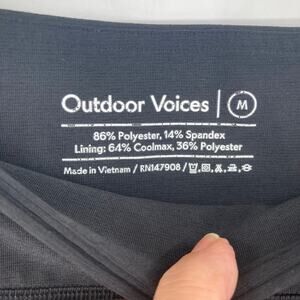 Outdoor Voices | M
86% Polyester, 14% Spandex
Lining: 64% Coolmax, 36% Polyester
Made in Vietnam / RN147908 /